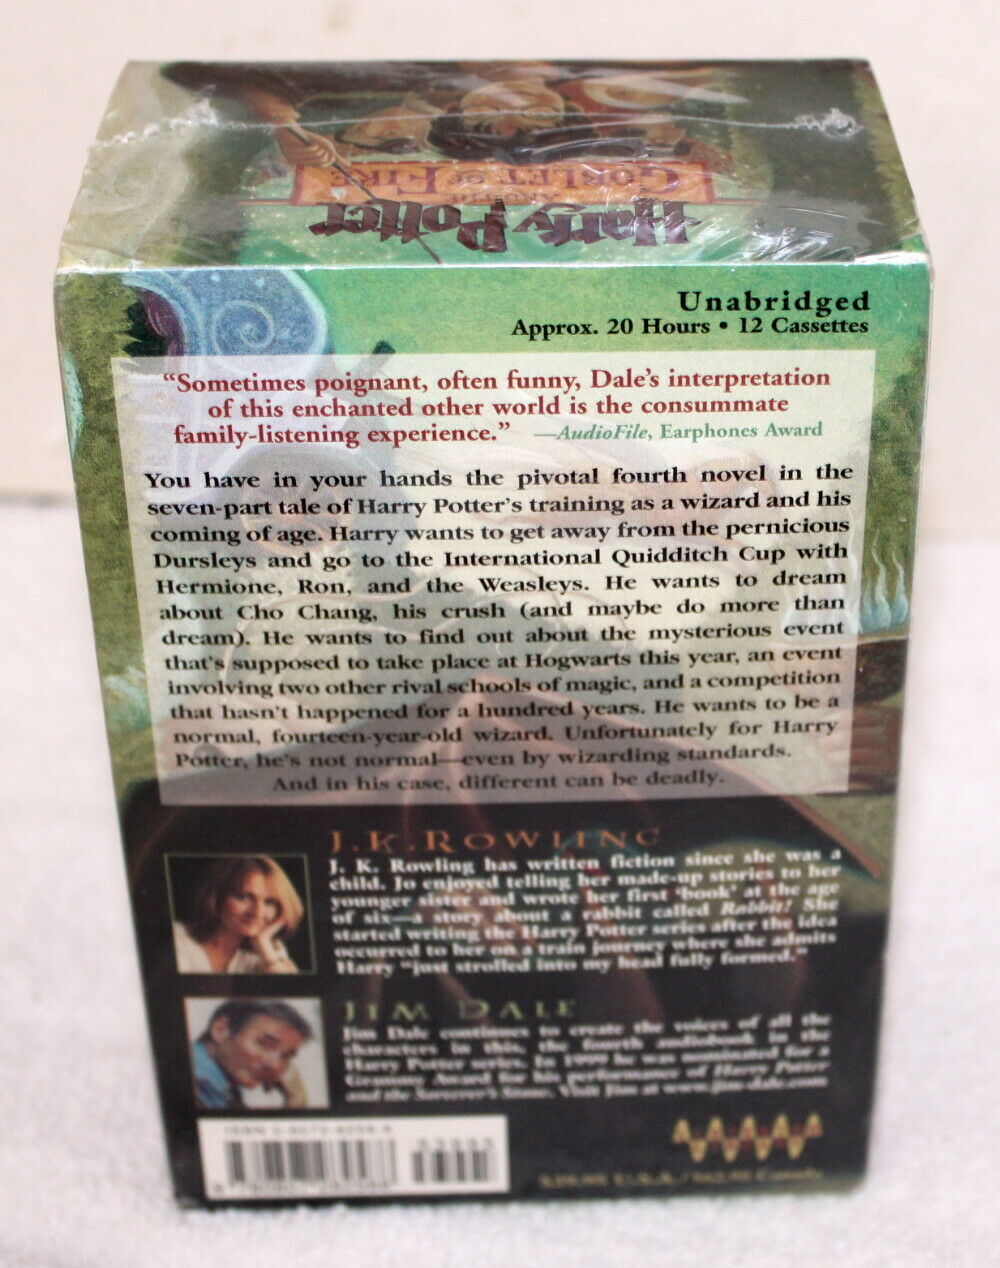 Harry Potter
AND THE
GOBLET OF FIRE
Unabridged
Approx. 20 Hours • 12 Cassettes
“Sometimes poignant, often funny, Dale’s interpretation
of this enchanted other world is the consummate
family-listening experience.” —AudioFile, Earphones Award
You have in your hands the pivotal fourth novel in the
seven-part tale of Harry Potter’s training as a wizard and his
coming of age. Harry wants to get away from the pernicious
Dursleys and go to the International Quidditch Cup with
Hermione, Ron, and the Weasleys. He wants to dream
about Cho Chang, his crush (and maybe do more than
dream). He wants to find out about the mysterious event
that’s supposed to take place at Hogwarts this year, an event
involving two other rival schools of magic, and a competition
that hasn’t happened for a hundred years. He wants to be a
normal, fourteen-year-old wizard. Unfortunately for Harry
Potter, he’s not normal—even by wizarding standards.
And in his case, different can be deadly.
J.K. ROWLING
J. K. Rowling has written fiction since she was a
child. Jo enjoyed telling her made-up stories to her
younger sister and wrote her first ‘book’ at the age
of six—a story about a rabbit called Rabbit! She
started writing the Harry Potter series after the idea
occurred to her on a train journey where she admits
Harry “just strolled into my head fully formed.”
JIM DALE
Jim Dale continues to create the voices of all the
characters in this, the fourth audiobook in the
Harry Potter series. In 1999 he was nominated for a
Grammy Award for his performance of Harry Potter
and the Sorcerer’s Stone. Visit Jim at www.jim-dale.com
ISBN
U.S.A. Canada